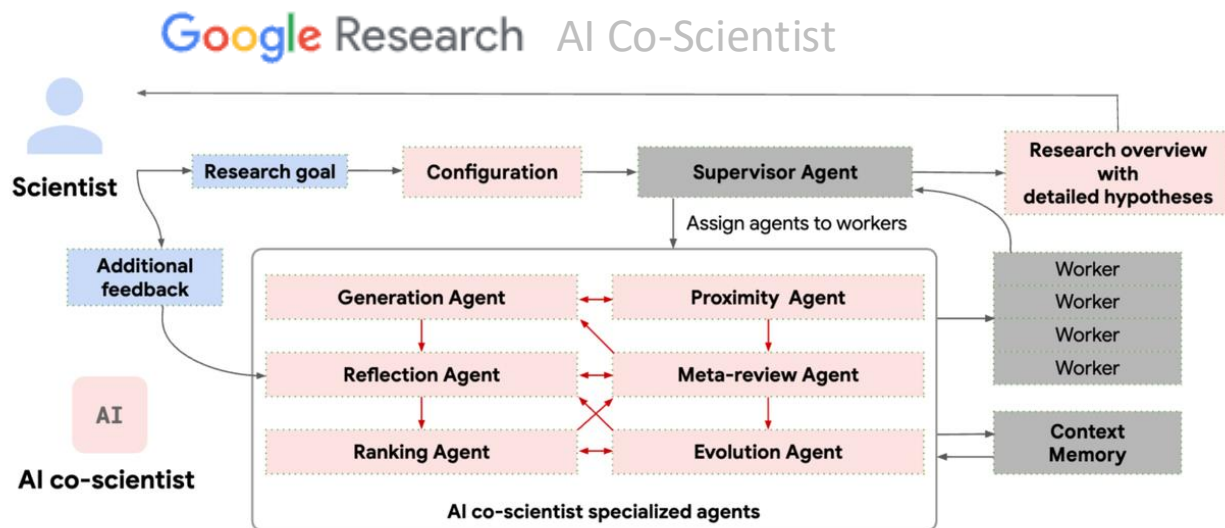 Google Research AI Co-Scientist
Scientist
Research goal
Configuration
Supervisor Agent
Research overview
with
detailed hypotheses
Assign agents to workers
Additional
feedback
Generation Agent
Proximity Agent
Reflection Agent
Meta-review Agent
Ranking Agent
Evolution Agent
AI co-scientist specialized agents
Worker
Worker
Worker
Worker
Context
Memory
AI
AI co-scientist